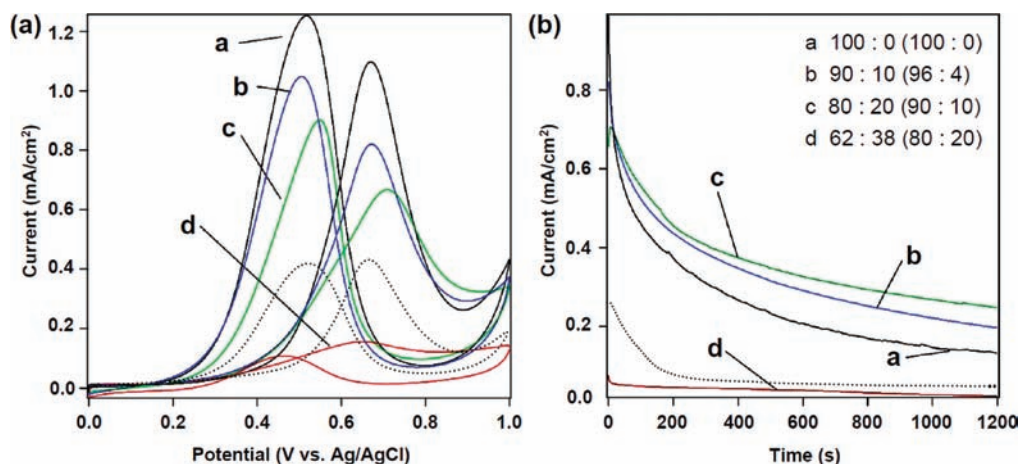 (a)
1.2
1.0
0.8
0.6
0.4
0.2
0.0
Current (mA/cm²)
a
b
c
d
0.0 0.2 0.4 0.6 0.8 1.0
Potential (V vs. Ag/AgCl)
(b)
0.8
0.6
0.4
0.2
0.0
Current (mA/cm²)
a 100 : 0 (100 : 0)
b 90 : 10 (96 : 4)
c 80 : 20 (90 : 10)
d 62 : 38 (80 : 20)
c
b
a
d
0 200 400 600 800 1000 1200
Time (s)